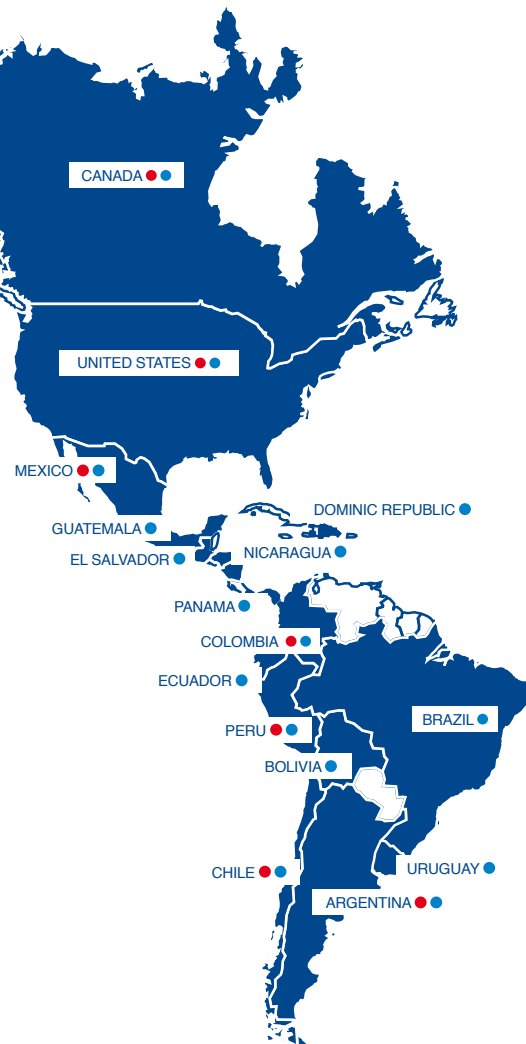 CANADA
UNITED STATES
MEXICO
DOMINIC REPUBLIC
GUATEMALA
NICARAGUA
EL SALVADOR
PANAMA
COLOMBIA
ECUADOR
BRAZIL
PERU
BOLIVIA
URUGUAY
CHILE
ARGENTINA